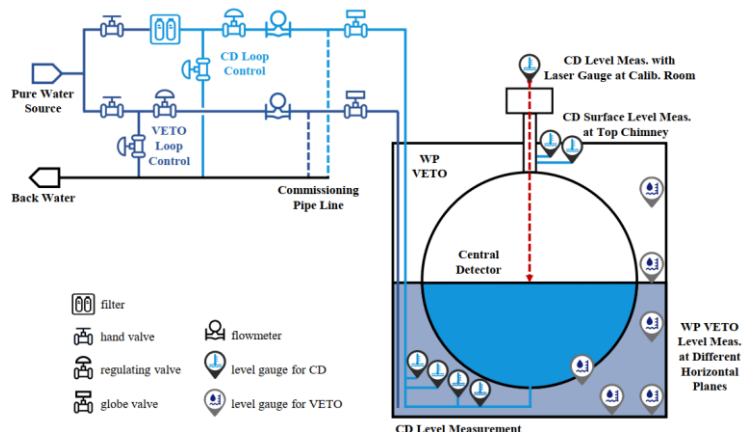 CD Loop
Control
Pure Water
Source
VETO
Loop
Control
Back Water
Commissioning
Pipe Line
CD Level Meas. with
Laser Gauge at Calib. Room
CD Surface Level Meas.
at Top Chimney
WP
VETO
Central
Detector
WP VETO
Level Meas.
at Different
Horizontal
Planes
filter
hand valve
regulating valve
globe valve
flowmeter
level gauge for CD
level gauge for VETO
CD Level Measurement